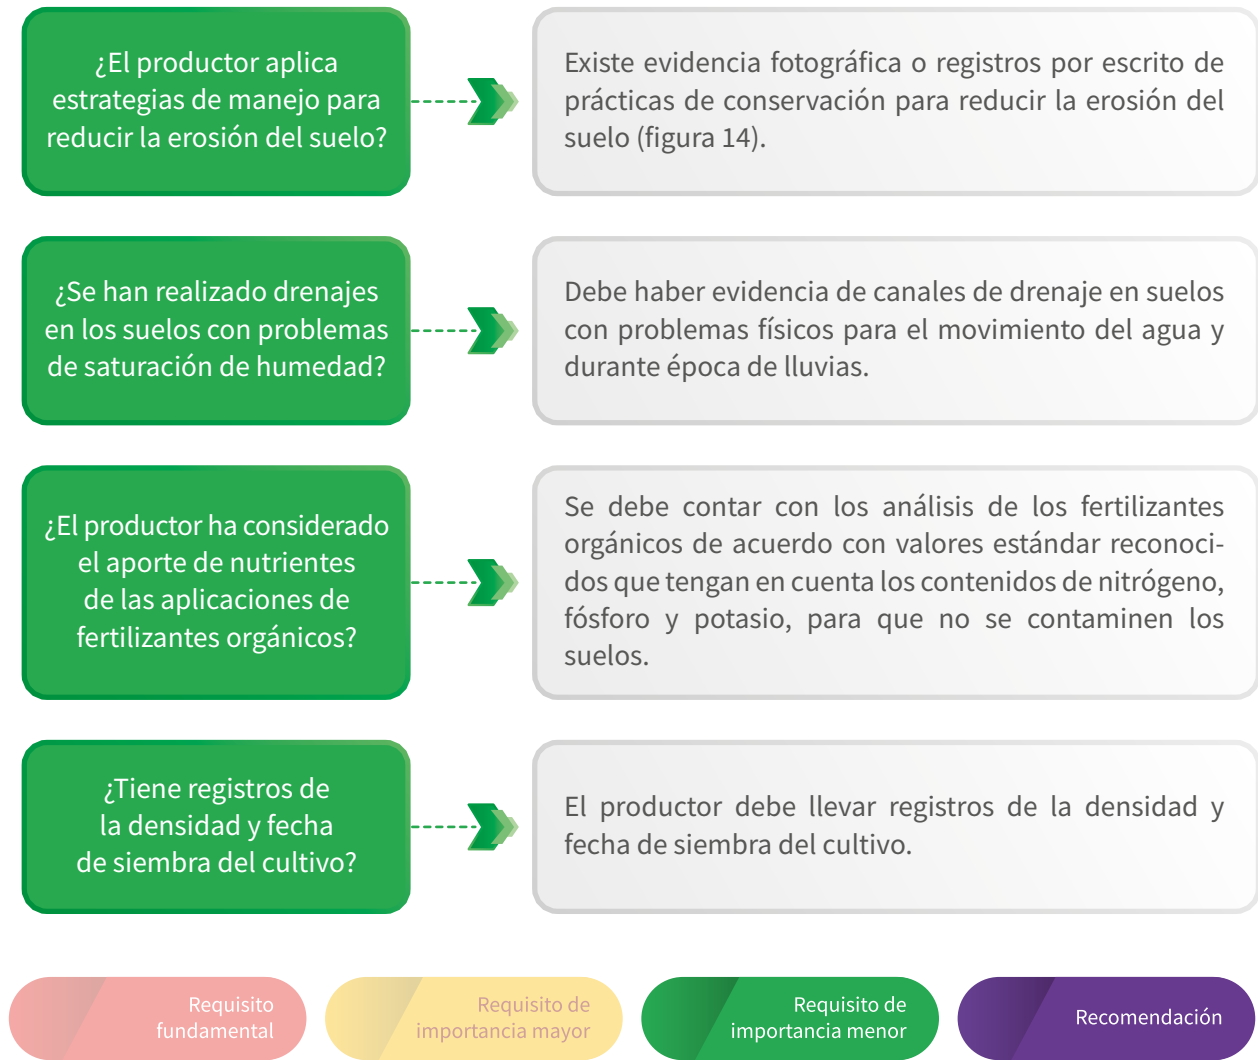 ¿El productor aplica
estrategias de manejo para
reducir la erosión del suelo?
Existe evidencia fotográfica o registros por escrito de
prácticas de conservación para reducir la erosión del
suelo (figura 14).
¿Se han realizado drenajes
en los suelos con problemas
de saturación de humedad?
Debe haber evidencia de canales de drenaje en suelos
con problemas físicos para el movimiento del agua y
durante época de lluvias.
¿El productor ha considerado
el aporte de nutrientes
de las aplicaciones de
fertilizantes orgánicos?
Se debe contar con los análisis de los fertilizantes
orgánicos de acuerdo con valores estándar reconoci-
dos que tengan en cuenta los contenidos de nitrógeno,
fósforo y potasio, para que no se contaminen los
suelos.
¿Tiene registros de
la densidad y fecha
de siembra del cultivo?
El productor debe llevar registros de la densidad y
fecha de siembra del cultivo.
Requisito
fundamental
Requisito de
importancia mayor
Requisito de
importancia menor
Recomendación